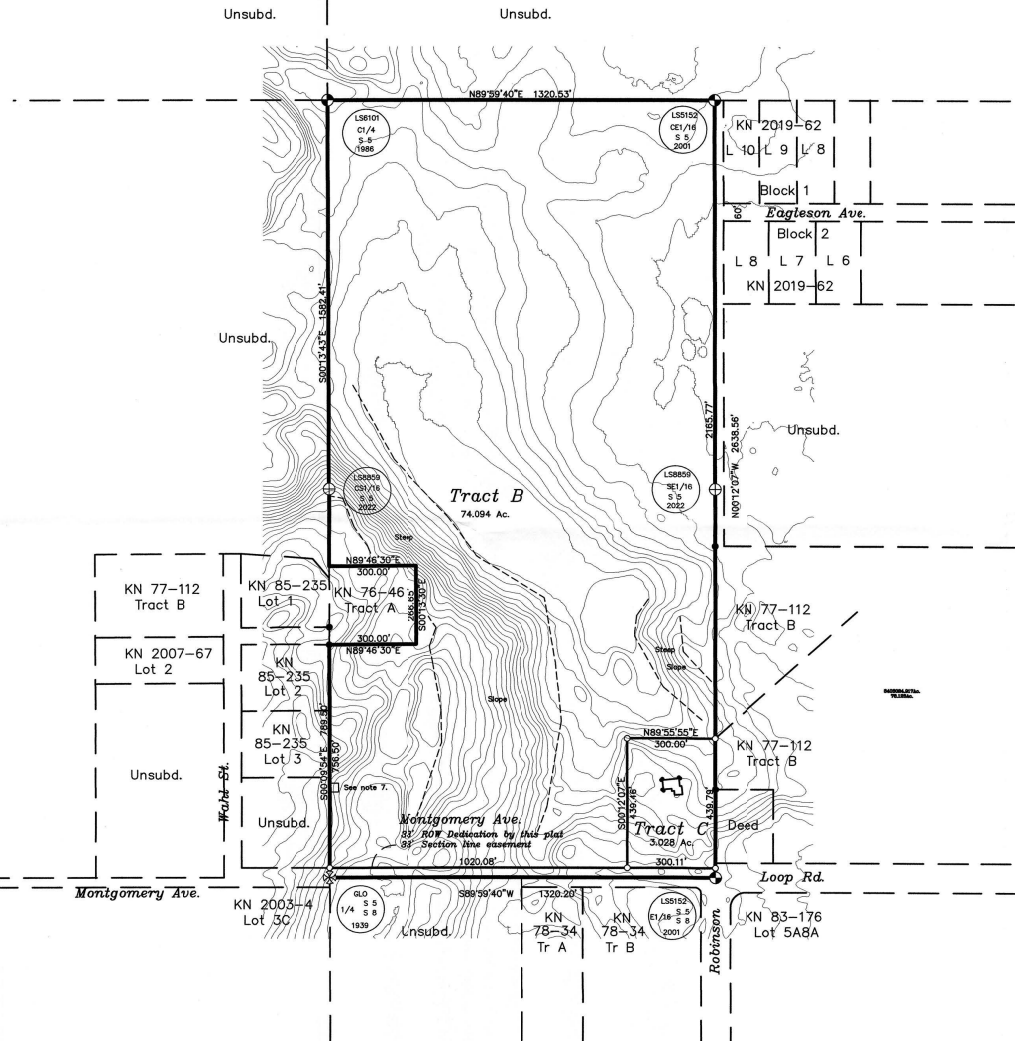 Unsubd.
Unsubd.
N89°59'40"E 1320.53'
LS6101
C1/4
S 5
1986
LS5152
CE1/16
S 5
2001
KN 2019-62
L 10
L 9
L 8
Block 1
60'
Eagleson Ave.
Block 2
L 8
L 7
L 6
KN 2019-62
S00°13'43"E 1582.41'
Unsubd.
2165.77'
N00°12'07"W 2638.56'
Unsubd.
LS8859
CS1/16
S 5
2022
LS8859
SE1/16
S 5
2022
Tract B
74.094 Ac.
Steep
N89°46'30"E
300.00'
KN 77-112
Tract B
KN 85-235
Lot 1
KN 76-46
Tract A
266.65'
S00°13'30"E
300.00'
N89°46'30"E
KN 77-112
Tract B
KN 2007-67
Lot 2
KN
85-235
Lot 2
Steep
Slope
Slope
S00°09'54"E 789.50'
756.50'
KN
85-235
Lot 3
N89°55'55"E
300.00'
KN 77-112
Tract B
Unsubd.
Wahl St.
See note 7.
S00°12'07"E
439.46'
439.79'
Unsubd.
Montgomery Ave.
33' ROW Dedication by this plat
33' Section line easement
Tract C
3.028 Ac.
Deed
1020.08'
300.11'
Loop Rd.
Montgomery Ave.
S89°59'40"W 1320.20'
GLO
1/4 S 5
S 8
1939
LS5152
E1/16 S 5
S 8
2001
KN 2003-4
Lot 3C
Unsubd.
KN
78-34
Tr A
KN
78-34
Tr B
Robinson
KN 83-176
Lot 5A8A